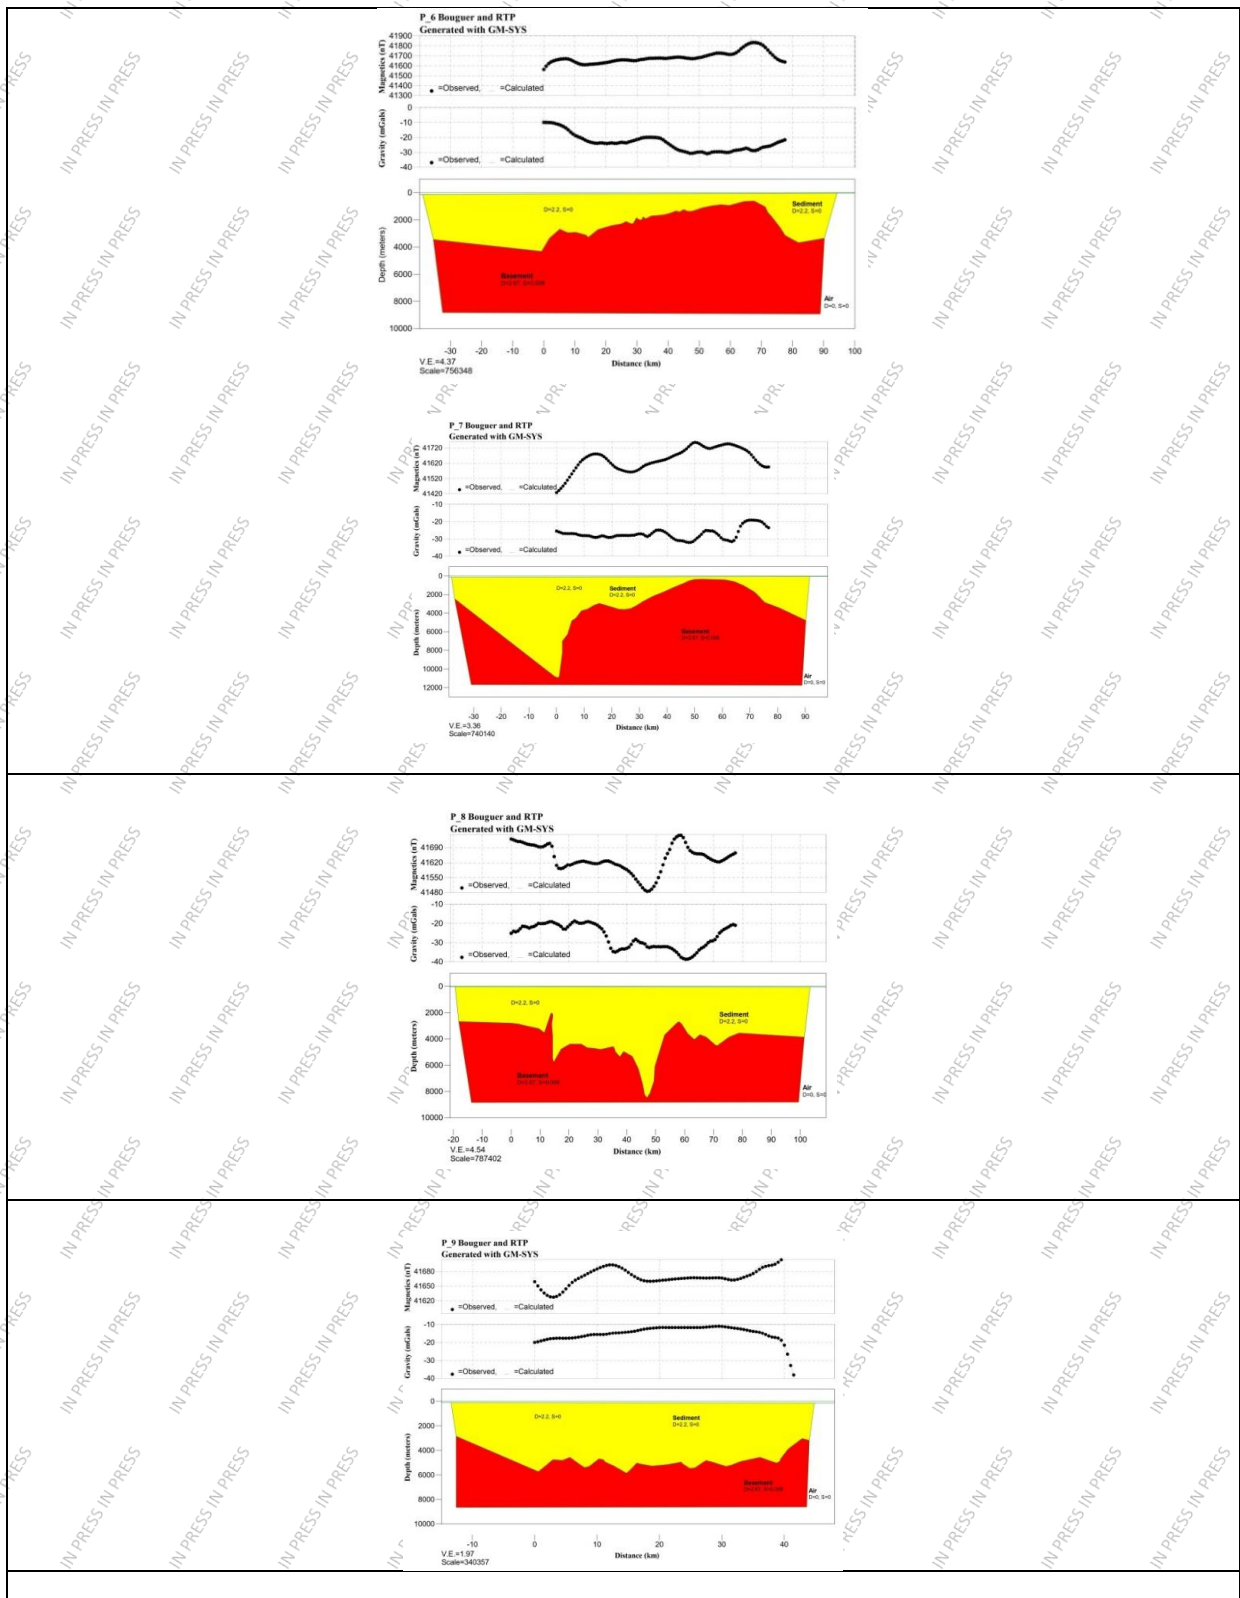 P_6 Bouguer and RTP
Generated with GM-SYS
Magnetics (nT)
41900
41800
41700
41600
41500
41400
41300
=Observed, =Calculated
Gravity (mGals)
0
-10
-20
-30
-40
=Observed, =Calculated
Depth (meters)
0
2000
4000
6000
8000
10000
D=2.2, S=0
Sediment
D=2.2, S=0
Basement
Air
D=0, S=0
-30 -20 -10 0 10 20 30 40 50 60 70 80 90 100
Distance (km)
V.E.=4.37
Scale=756348
P_7 Bouguer and RTP
Generated with GM-SYS
Magnetics (nT)
41720
41620
41520
41420
=Observed, =Calculated
Gravity (mGals)
-10
-20
-30
-40
=Observed, =Calculated
Depth (meters)
0
2000
4000
6000
8000
10000
12000
D=2.2, S=0
Sediment
D=2.2, S=0
Basement
Air
D=0, S=0
-30 -20 -10 0 10 20 30 40 50 60 70 80 90
Distance (km)
V.E.=3.36
Scale=740140
P_8 Bouguer and RTP
Generated with GM-SYS
Magnetics (nT)
41690
41620
41550
41480
=Observed, =Calculated
Gravity (mGals)
-10
-20
-30
-40
=Observed, =Calculated
Depth (meters)
0
2000
4000
6000
8000
10000
D=2.2, S=0
Sediment
D=2.2, S=0
Basement
Air
D=0, S=0
-20 -10 0 10 20 30 40 50 60 70 80 90 100
Distance (km)
V.E.=4.54
Scale=787402
P_9 Bouguer and RTP
Generated with GM-SYS
Magnetics (nT)
41680
41650
41620
=Observed, =Calculated
Gravity (mGals)
-10
-20
-30
-40
=Observed, =Calculated
Depth (meters)
0
2000
4000
6000
8000
10000
D=2.2, S=0
Sediment
D=2.2, S=0
Basement
Air
D=0, S=0
-10 0 10 20 30 40
Distance (km)
V.E.=1.97
Scale=340357
IN PRESS IN PRESS